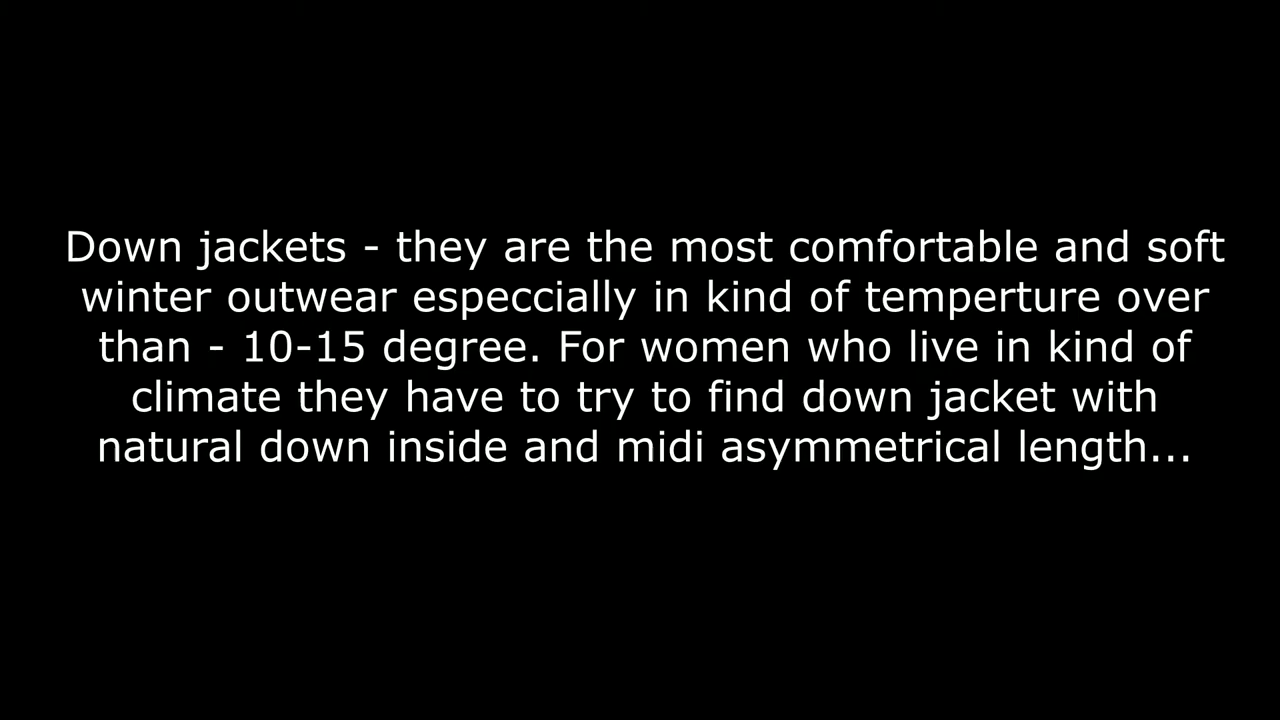 Down jackets - they are the most comfortable and soft
winter outwear especcially in kind of temperture over
than - 10-15 degree. For women who live in kind of
climate they have to try to find down jacket with
natural down inside and midi asymmetrical length...